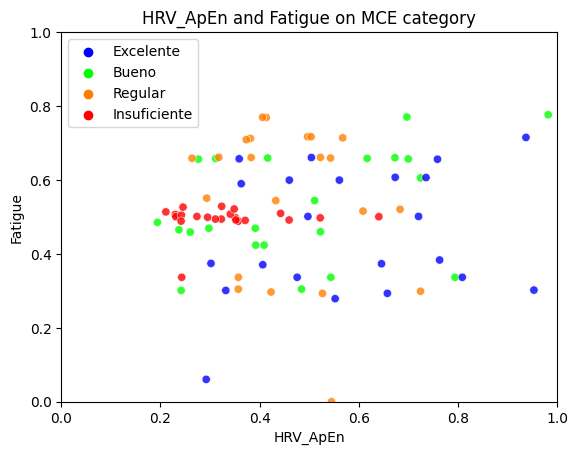 HRV_ApEn and Fatigue on MCE category
Excelente
Bueno
Regular
Insuficiente
1.0
0.8
0.6
0.4
0.2
0.0
Fatigue
0.0 0.2 0.4 0.6 0.8 1.0
HRV_ApEn